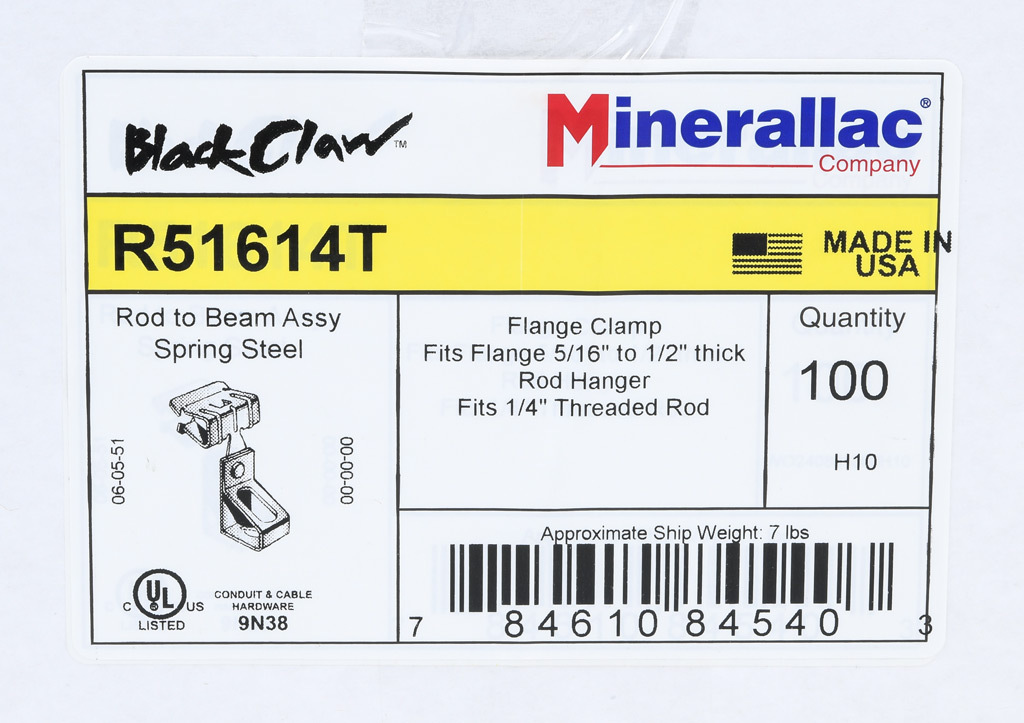 BlackClaw™
Minerallac®
Company
R51614T
MADE IN
USA
Rod to Beam Assy
Spring Steel
06-05-51
00-00-00
C UL US
LISTED
CONDUIT & CABLE
HARDWARE
9N38
Flange Clamp
Fits Flange 5/16" to 1/2" thick
Rod Hanger
Fits 1/4" Threaded Rod
Quantity
100
H10
Approximate Ship Weight: 7 lbs
7 84610 84540 3